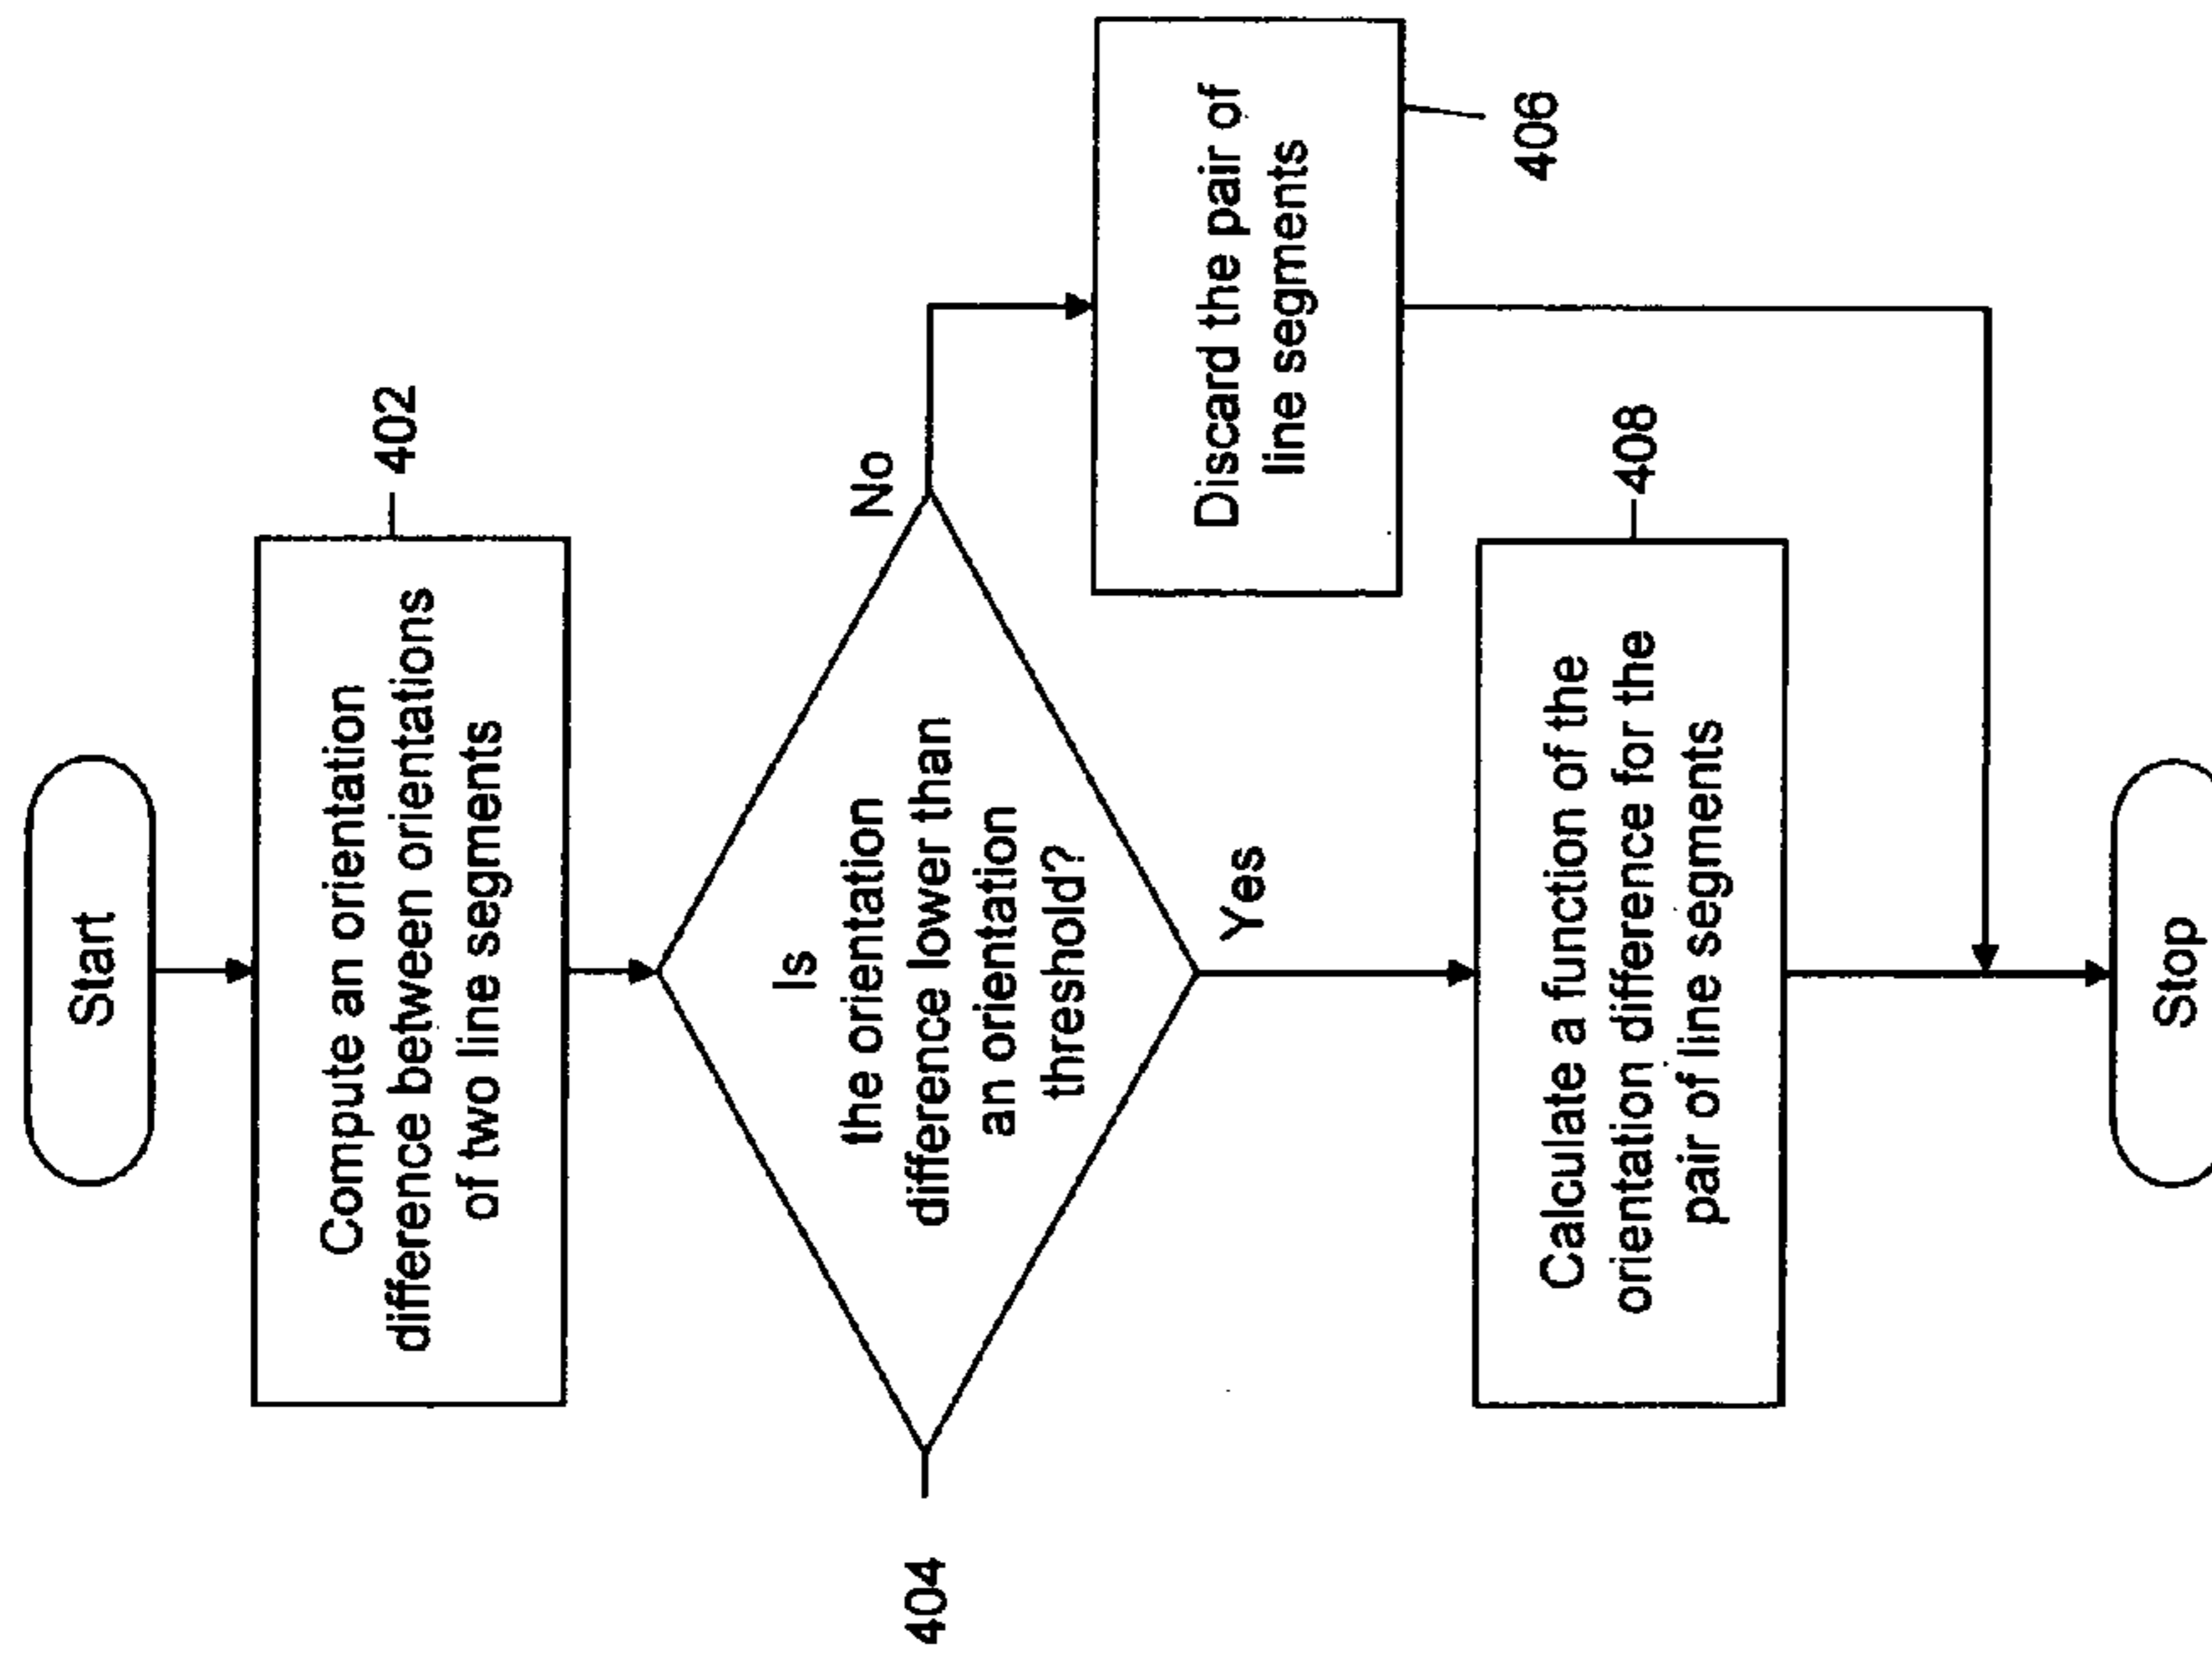 Start
Compute an orientation
difference between orientations
of two line segments
402
Is
the orientation
difference lower than
an orientation
threshold?
404
No
Yes
Discard the pair of
line segments
406
Calculate a function of the
orientation difference for the
pair of line segments
408
Stop